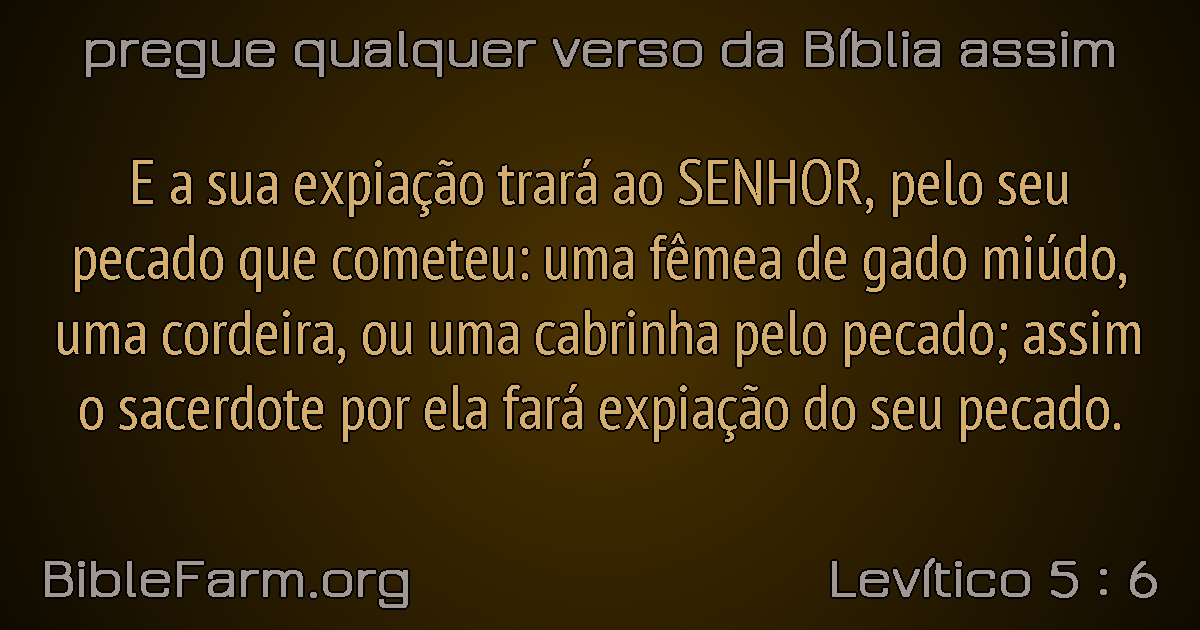 pregue qualquer verso da Bíblia assim
E a sua expiação trará ao SENHOR, pelo seu
pecado que cometeu: uma fêmea de gado miúdo,
uma cordeira, ou uma cabrinha pelo pecado; assim
o sacerdote por ela fará expiação do seu pecado.
BibleFarm.org
Levítico 5 : 6